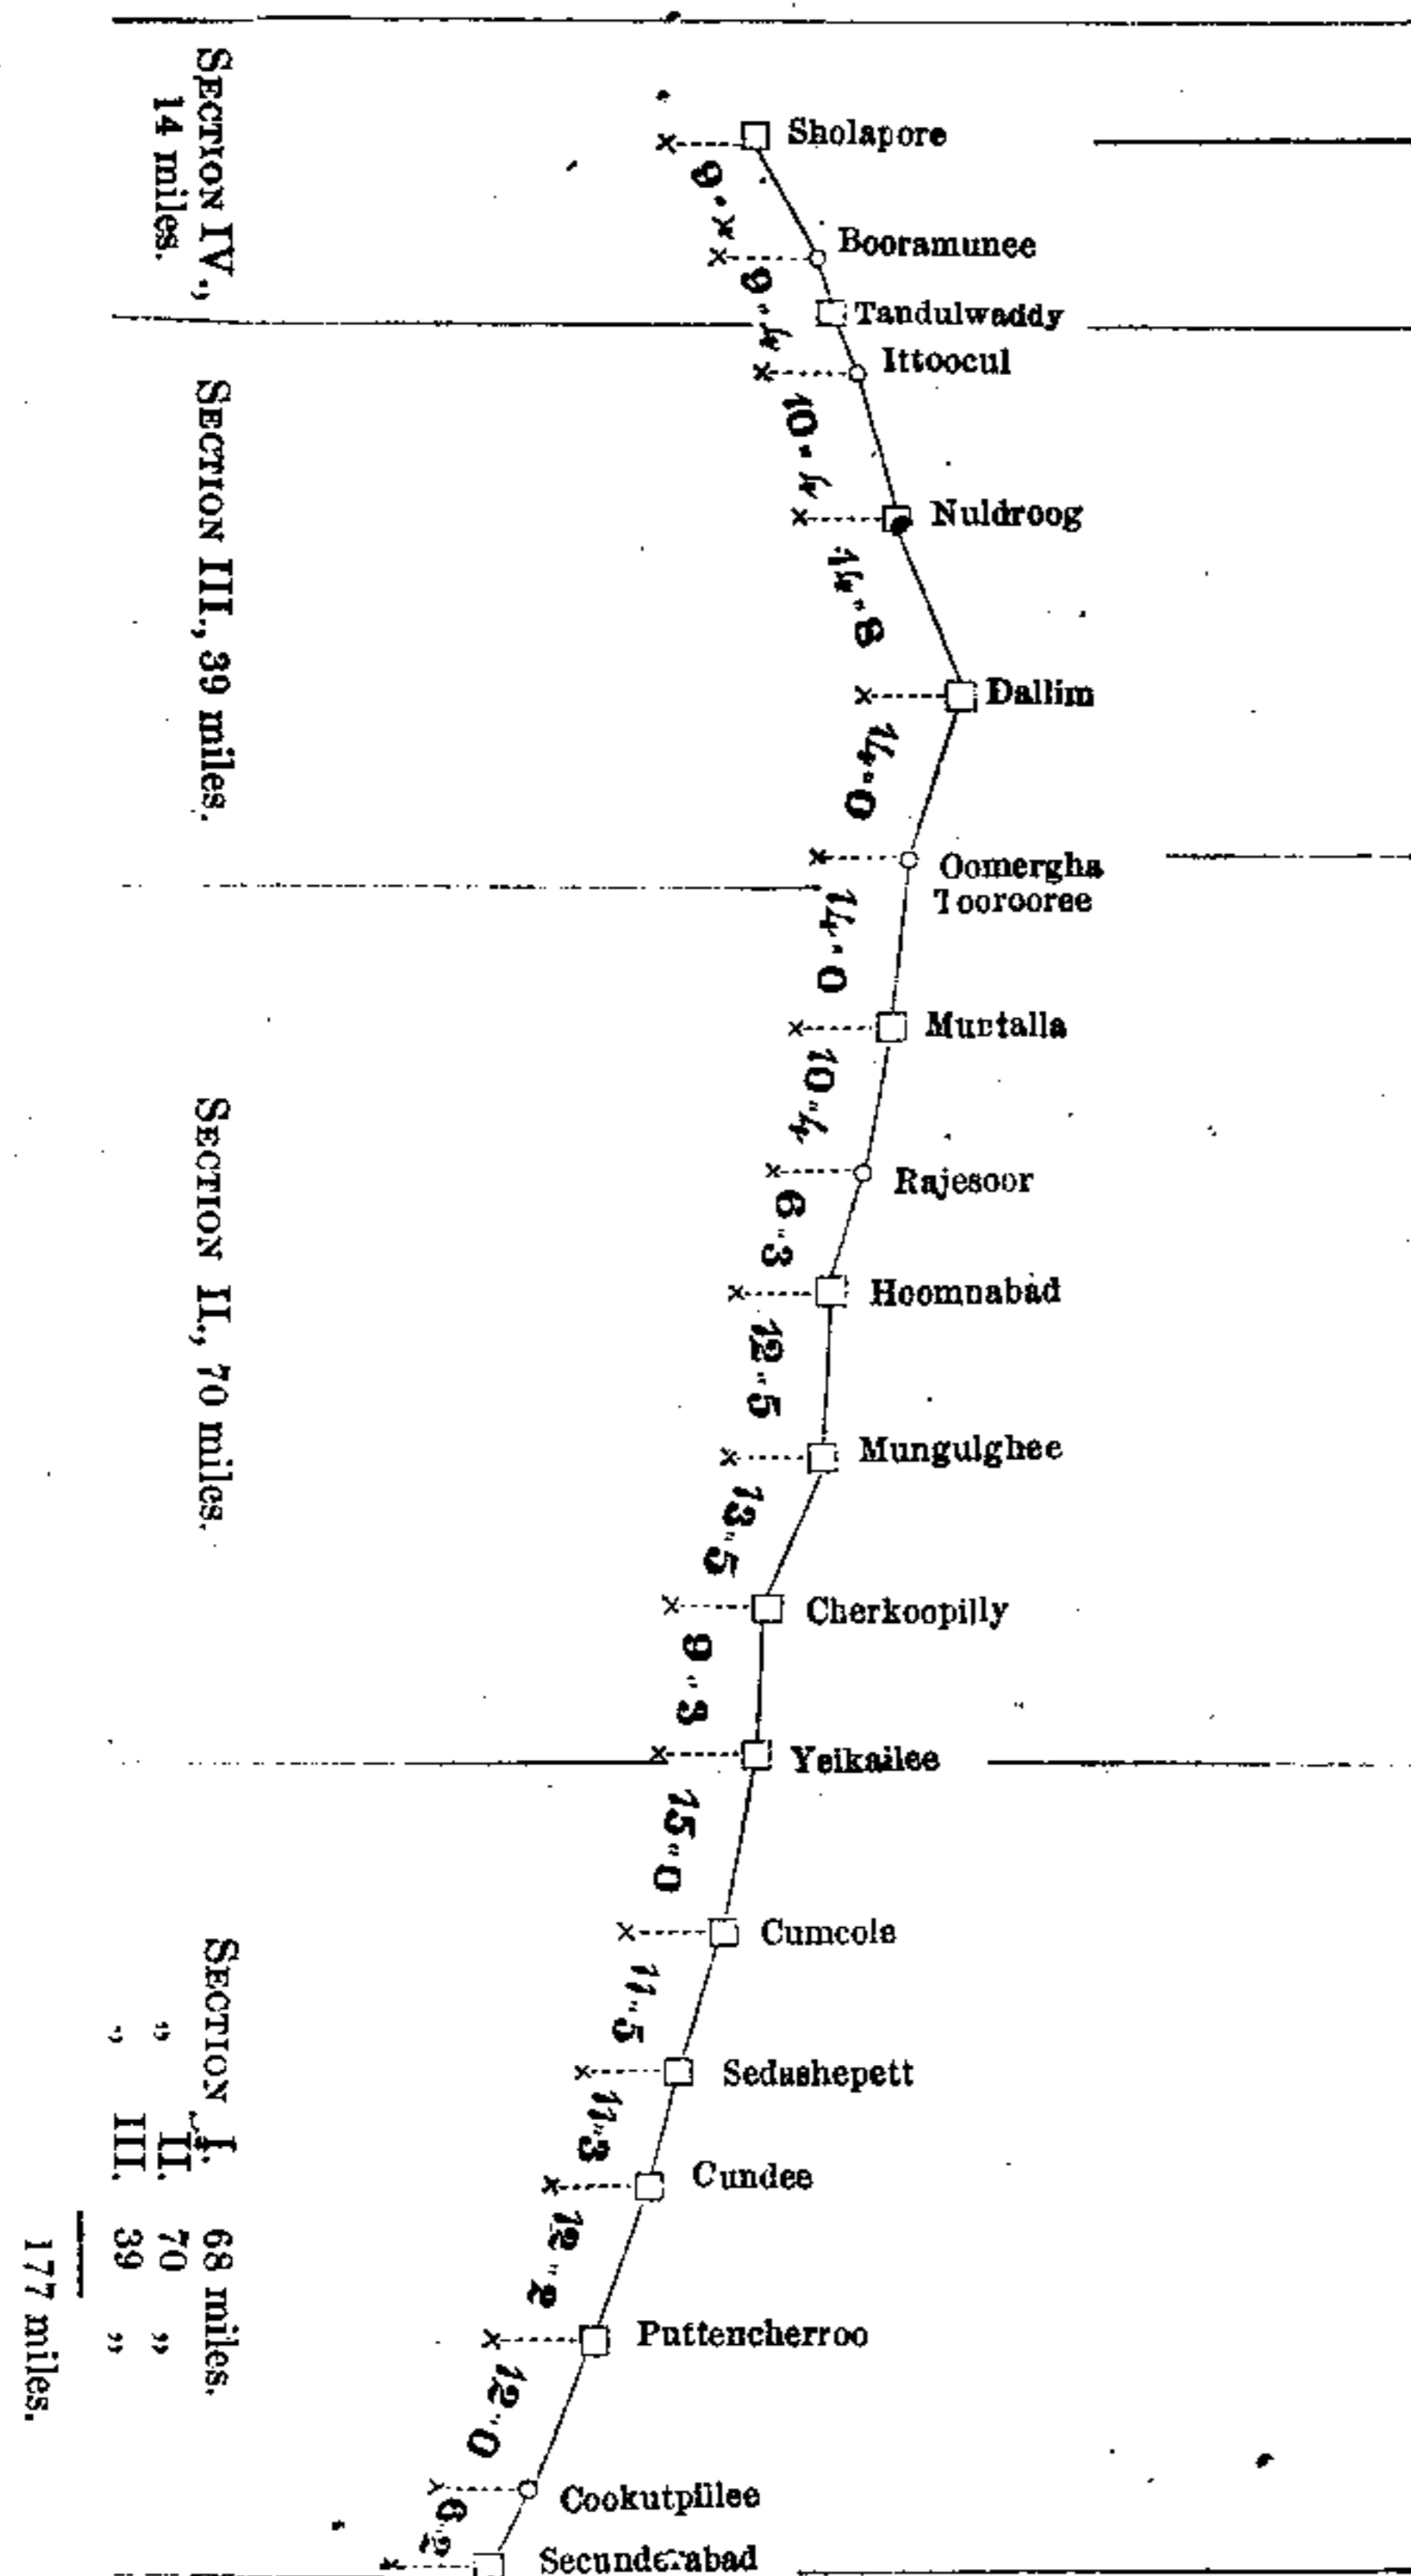 SECTION IV.,
14 miles.
Sholapore
Booramunee
9 " 4
Tandulwaddy
Ittoocul
10 " 4
Nuldroog
14 " 8
SECTION III., 39 miles.
Dallim
14 " 0
Oomergha
Toorooree
14 " 0
Muntalla
10 " 4
Rajesoor
6 " 3
Hoomnabad
12 " 5
SECTION II., 70 miles.
Mungulghee
13 " 5
Cherkoopilly
9 " 3
Yeikailee
15 " 0
Cumcole
11 " 5
Sedashepett
11 " 3
Cundee
12 " 2
Puttencherroo
12 " 0
Cookutpillee
6 " 2
Secunderabad
SECTION I. 68 miles.
" II. 70 "
" III. 39 "
177 miles.